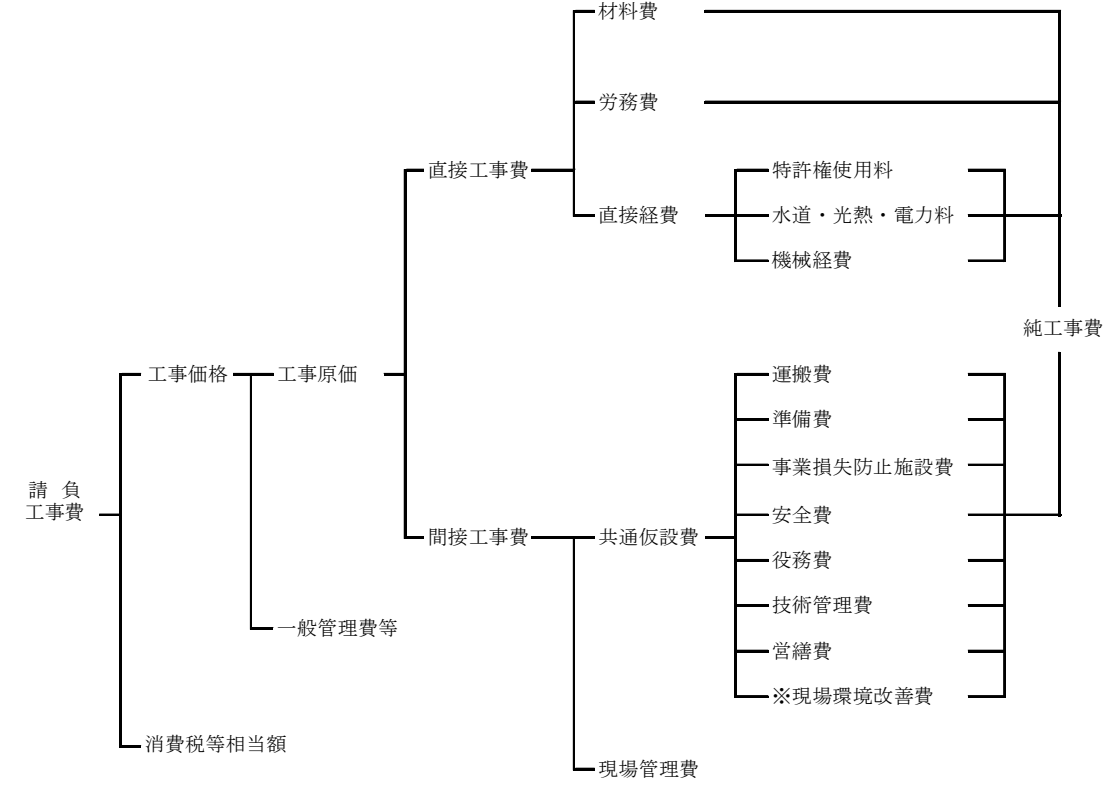 材料費
労務費
直接工事費
特許権使用料
直接経費
水道・光熱・電力料
機械経費
純工事費
工事価格
工事原価
運搬費
準備費
事業損失防止施設費
請 負
工事費
安全費
間接工事費
共通仮設費
役務費
技術管理費
一般管理費等
営繕費
※現場環境改善費
消費税等相当額
現場管理費